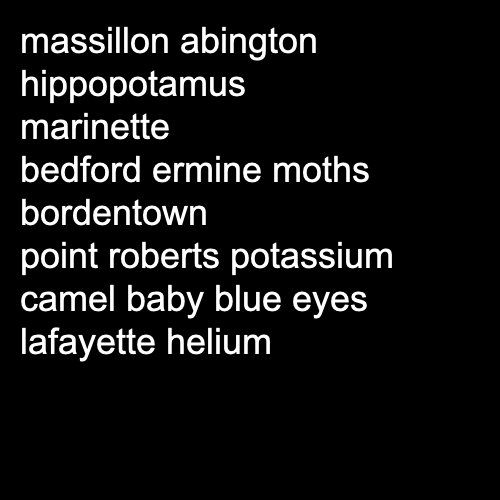 massillon abington
hippopotamus
marinette
bedford ermine moths
bordentown
point roberts potassium
camel baby blue eyes
lafayette helium